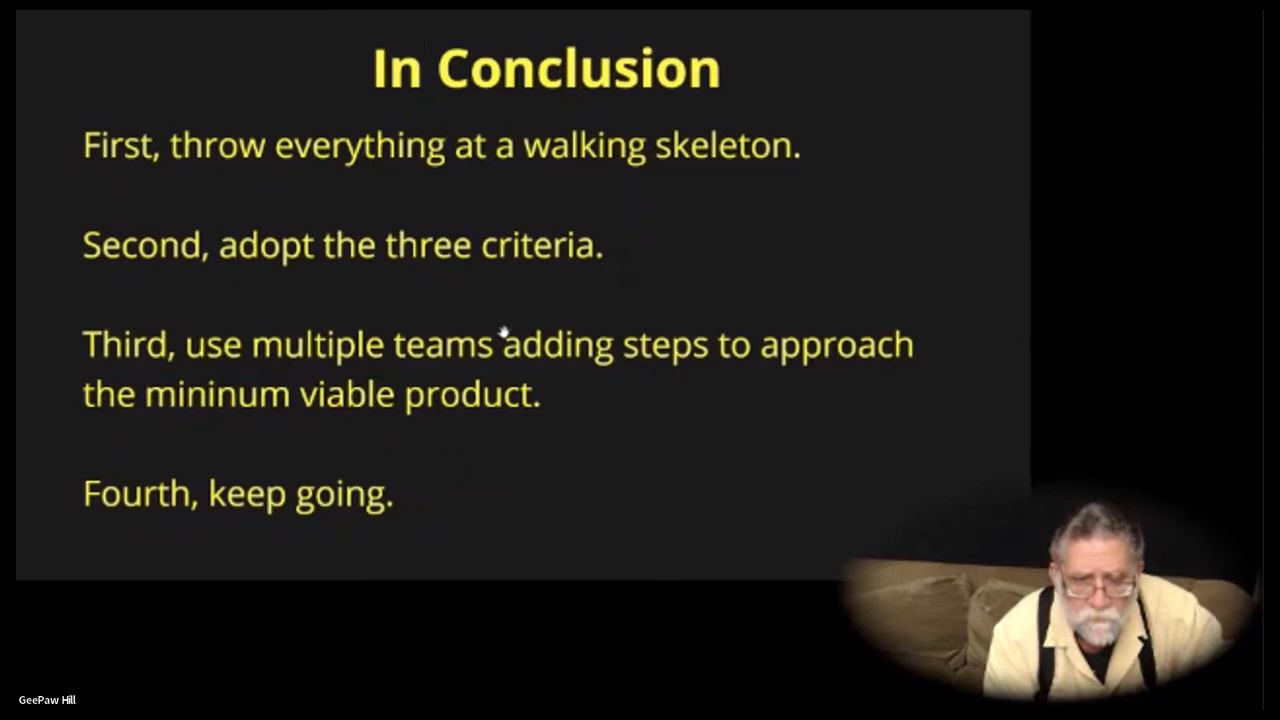 In Conclusion
First, throw everything at a walking skeleton.
Second, adopt the three criteria.
Third, use multiple teams adding steps to approach
the mininum viable product.
Fourth, keep going.
GeePaw Hill